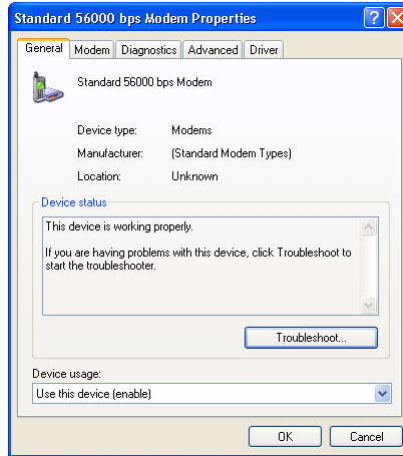 Standard 56000 bps Modem Properties
General Modem Diagnostics Advanced Driver
Standard 56000 bps Modem
Device type: Modems
Manufacturer: (Standard Modem Types)
Location: Unknown
Device status
This device is working properly.
If you are having problems with this device, click Troubleshoot to
start the troubleshooter.
Troubleshoot...
Device usage:
Use this device (enable)
OK Cancel